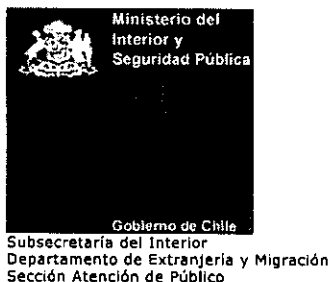 Ministerio del
Interior y
Seguridad Pública
Gobierno de Chile
Subsecretaría del Interior
Departamento de Extranjería y Migración
Sección Atención de Público